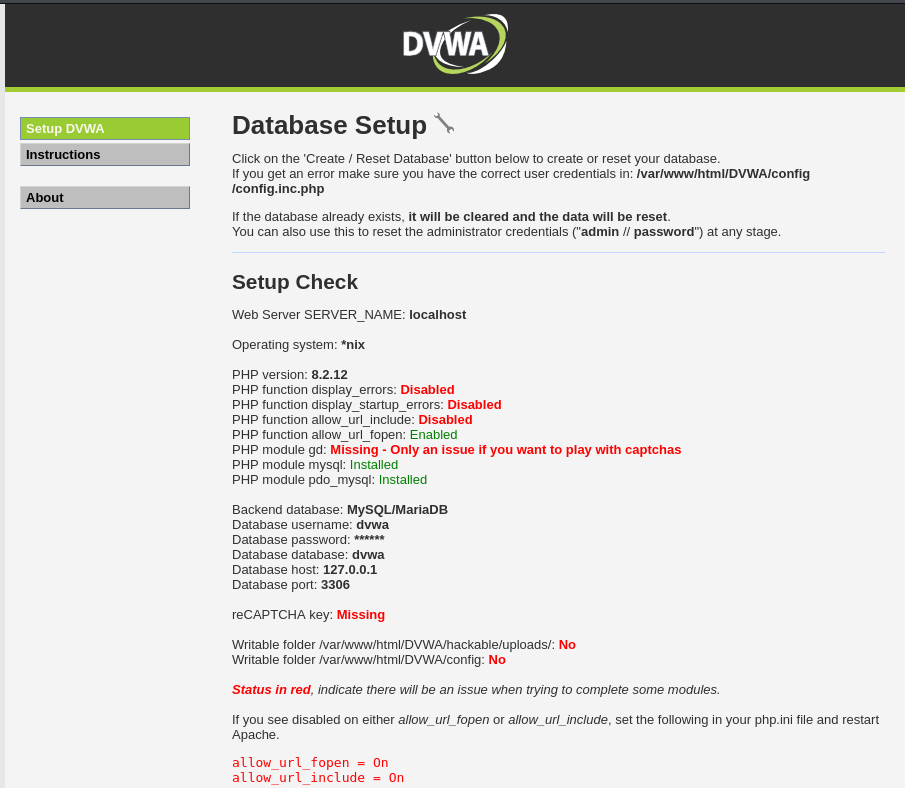 DVWA
Setup DVWA
Instructions
About
Database Setup
Click on the 'Create / Reset Database' button below to create or reset your database.
If you get an error make sure you have the correct user credentials in: /var/www/html/DVWA/config
/config.inc.php
If the database already exists, it will be cleared and the data will be reset.
You can also use this to reset the administrator credentials ("admin // password") at any stage.
Setup Check
Web Server SERVER_NAME: localhost
Operating system: *nix
PHP version: 8.2.12
PHP function display_errors: Disabled
PHP function display_startup_errors: Disabled
PHP function allow_url_include: Disabled
PHP function allow_url_fopen: Enabled
PHP module gd: Missing - Only an issue if you want to play with captchas
PHP module mysql: Installed
PHP module pdo_mysql: Installed
Backend database: MySQL/MariaDB
Database username: dvwa
Database password: ******
Database database: dvwa
Database host: 127.0.0.1
Database port: 3306
reCAPTCHA key: Missing
Writable folder /var/www/html/DVWA/hackable/uploads/: No
Writable folder /var/www/html/DVWA/config: No
Status in red, indicate there will be an issue when trying to complete some modules.
If you see disabled on either allow_url_fopen or allow_url_include, set the following in your php.ini file and restart
Apache.
allow_url_fopen = On
allow_url_include = On